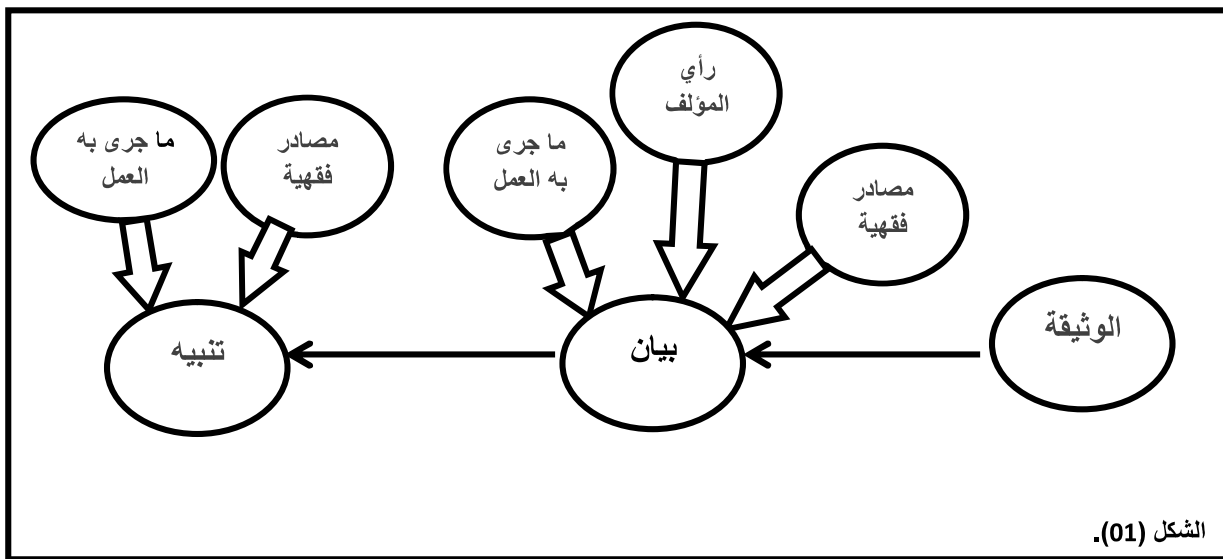 رأي
المؤلف
مصادر
فقهية
ما جرى
به العمل
مصادر
فقهية
ما جرى به
العمل
الوثيقة
بيان
تنبيه
الشكل (01).